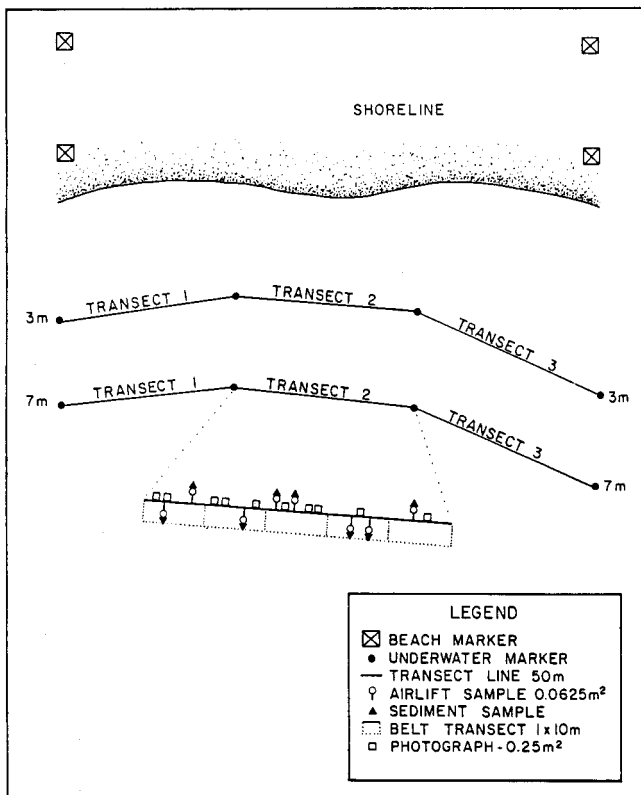 SHORELINE
TRANSECT 1
TRANSECT 2
TRANSECT 3
3m
3m
TRANSECT 1
TRANSECT 2
TRANSECT 3
7m
7m
LEGEND
BEACH MARKER
UNDERWATER MARKER
TRANSECT LINE 50m
AIRLIFT SAMPLE 0.0625m²
SEDIMENT SAMPLE
BELT TRANSECT 1x10m
PHOTOGRAPH-0.25m²